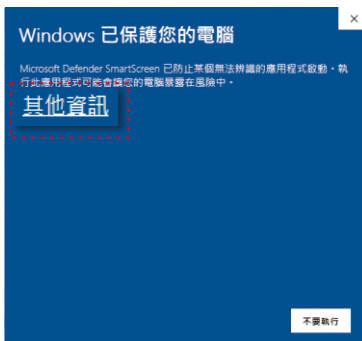 Windows 已保護您的電腦
Microsoft Defender SmartScreen 已防止某個無法辨識的應用程式啟動。執
行此應用程式可能會讓您的電腦暴露在風險中。
其他資訊
不要執行